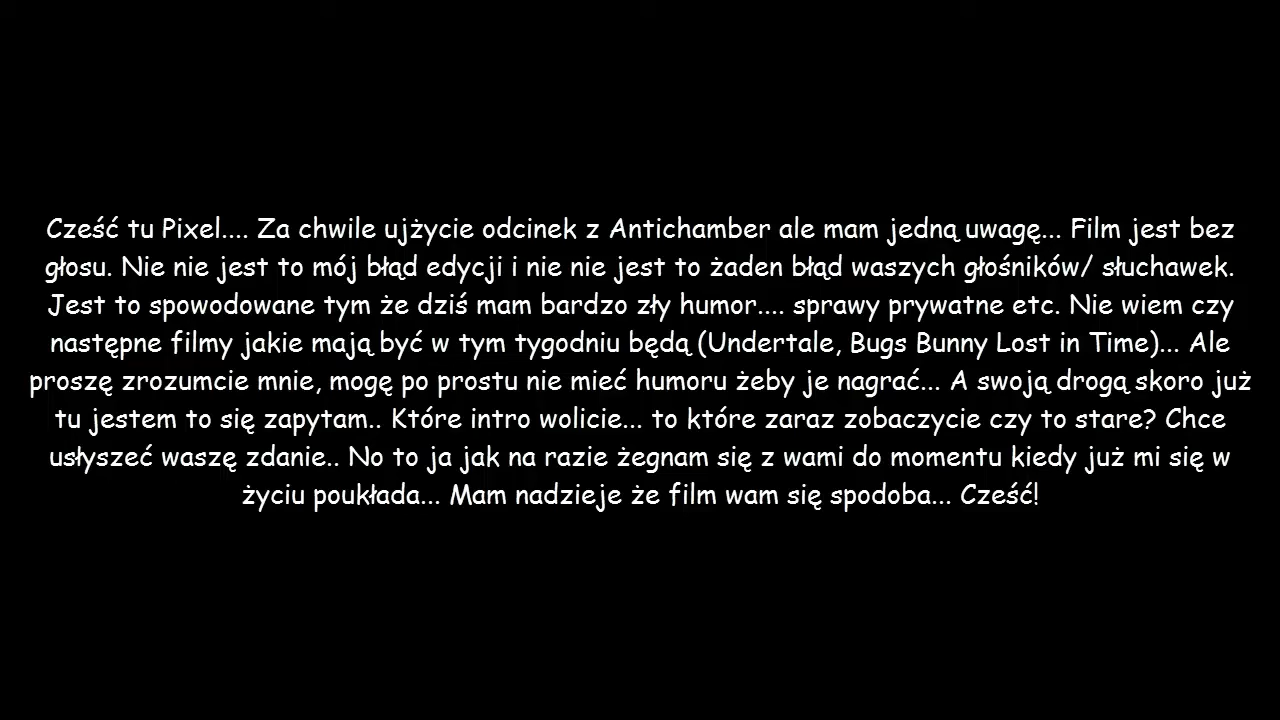 Cześć tu Pixel.... Za chwile ujżycie odcinek z Antichamber ale mam jedną uwagę... Film jest bez
głosu. Nie nie jest to mój błąd edycji i nie nie jest to żaden błąd waszych głośników/ słuchawek.
Jest to spowodowane tym że dziś mam bardzo zły humor.... sprawy prywatne etc. Nie wiem czy
następne filmy jakie mają być w tym tygodniu będą (Undertale, Bugs Bunny Lost in Time)... Ale
proszę zrozumcie mnie, mogę po prostu nie mieć humoru żeby je nagrać... A swoją drogą skoro już
tu jestem to się zapytam.. Które intro wolicie... to które zaraz zobaczycie czy to stare? Chce
usłyszeć waszę zdanie.. No to ja jak na razie żegnam się z wami do momentu kiedy już mi się w
życiu poukłada... Mam nadzieje że film wam się spodoba... Cześć!